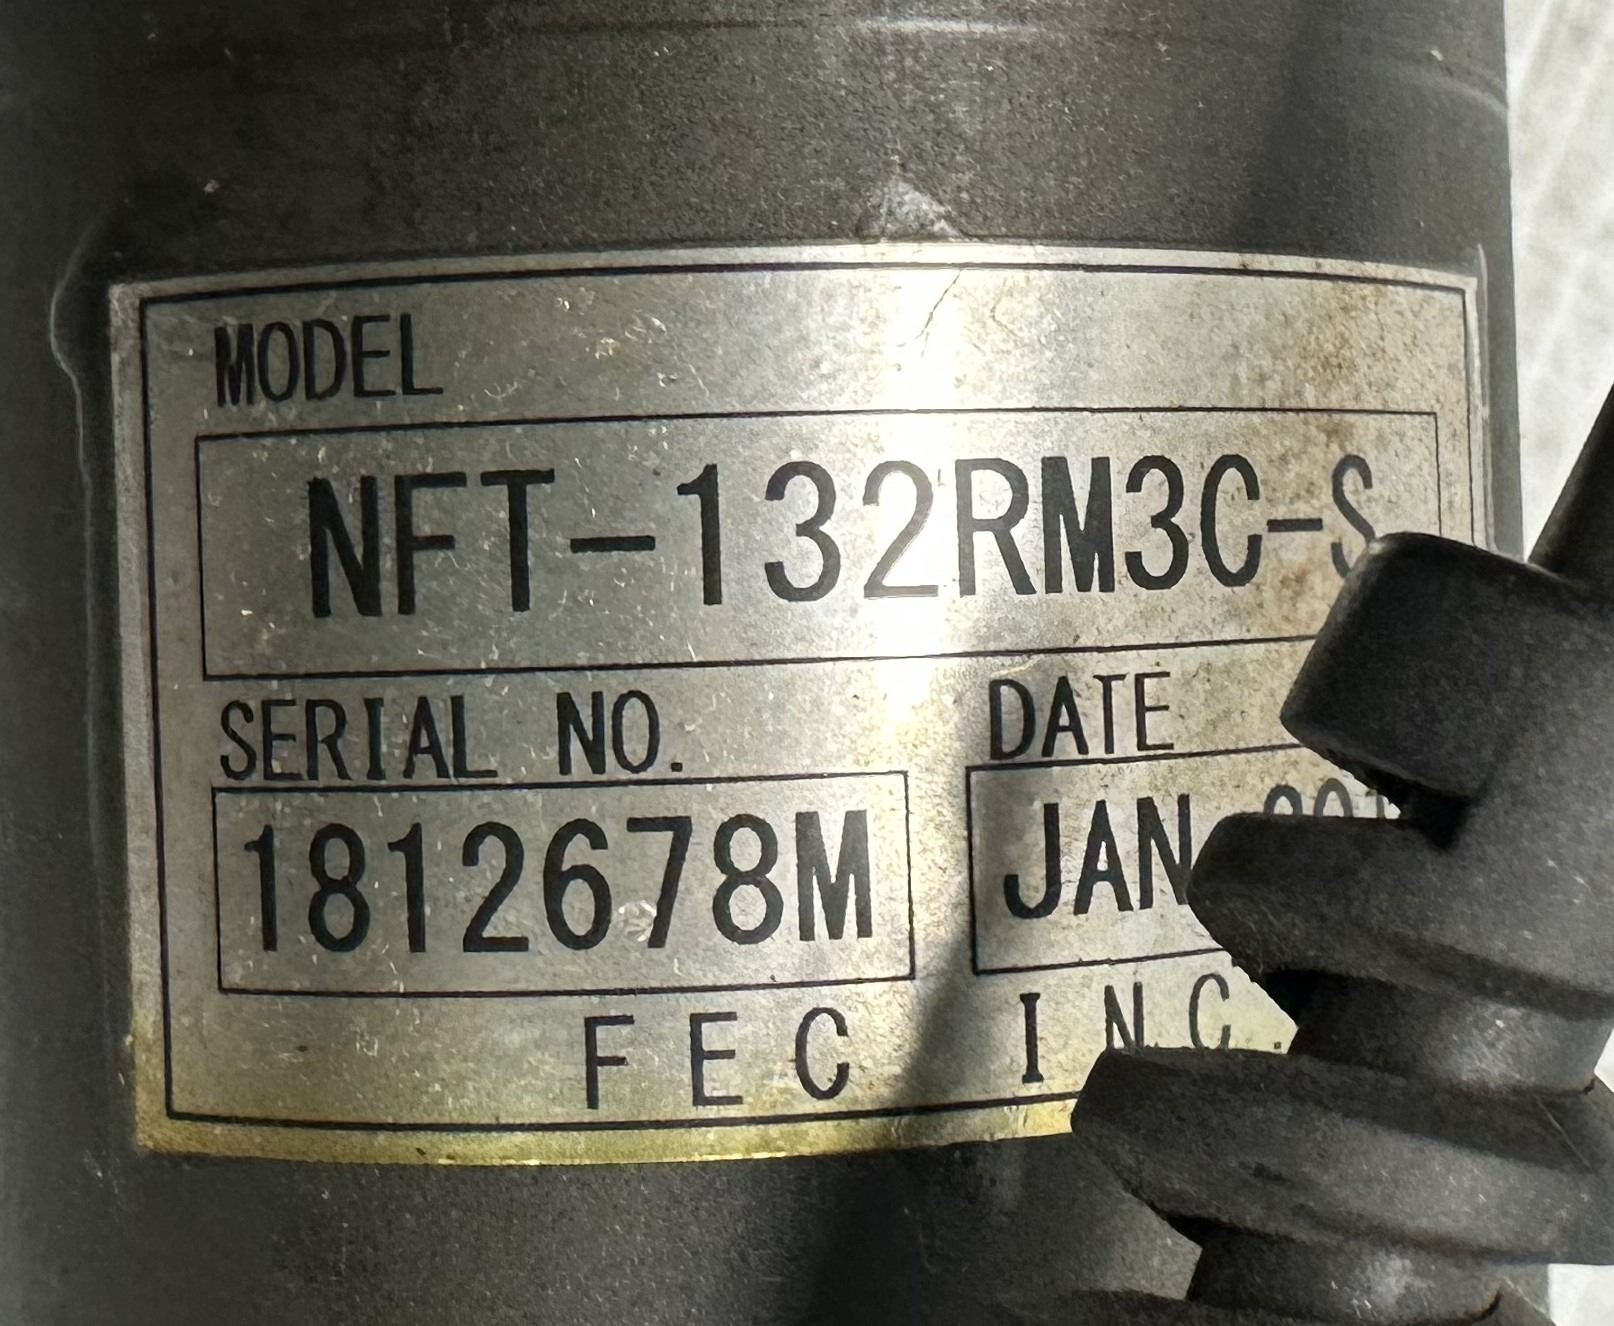 MODEL
NFT-132RM3C-S
SERIAL NO. DATE
1812678M JAN
FEC INC.